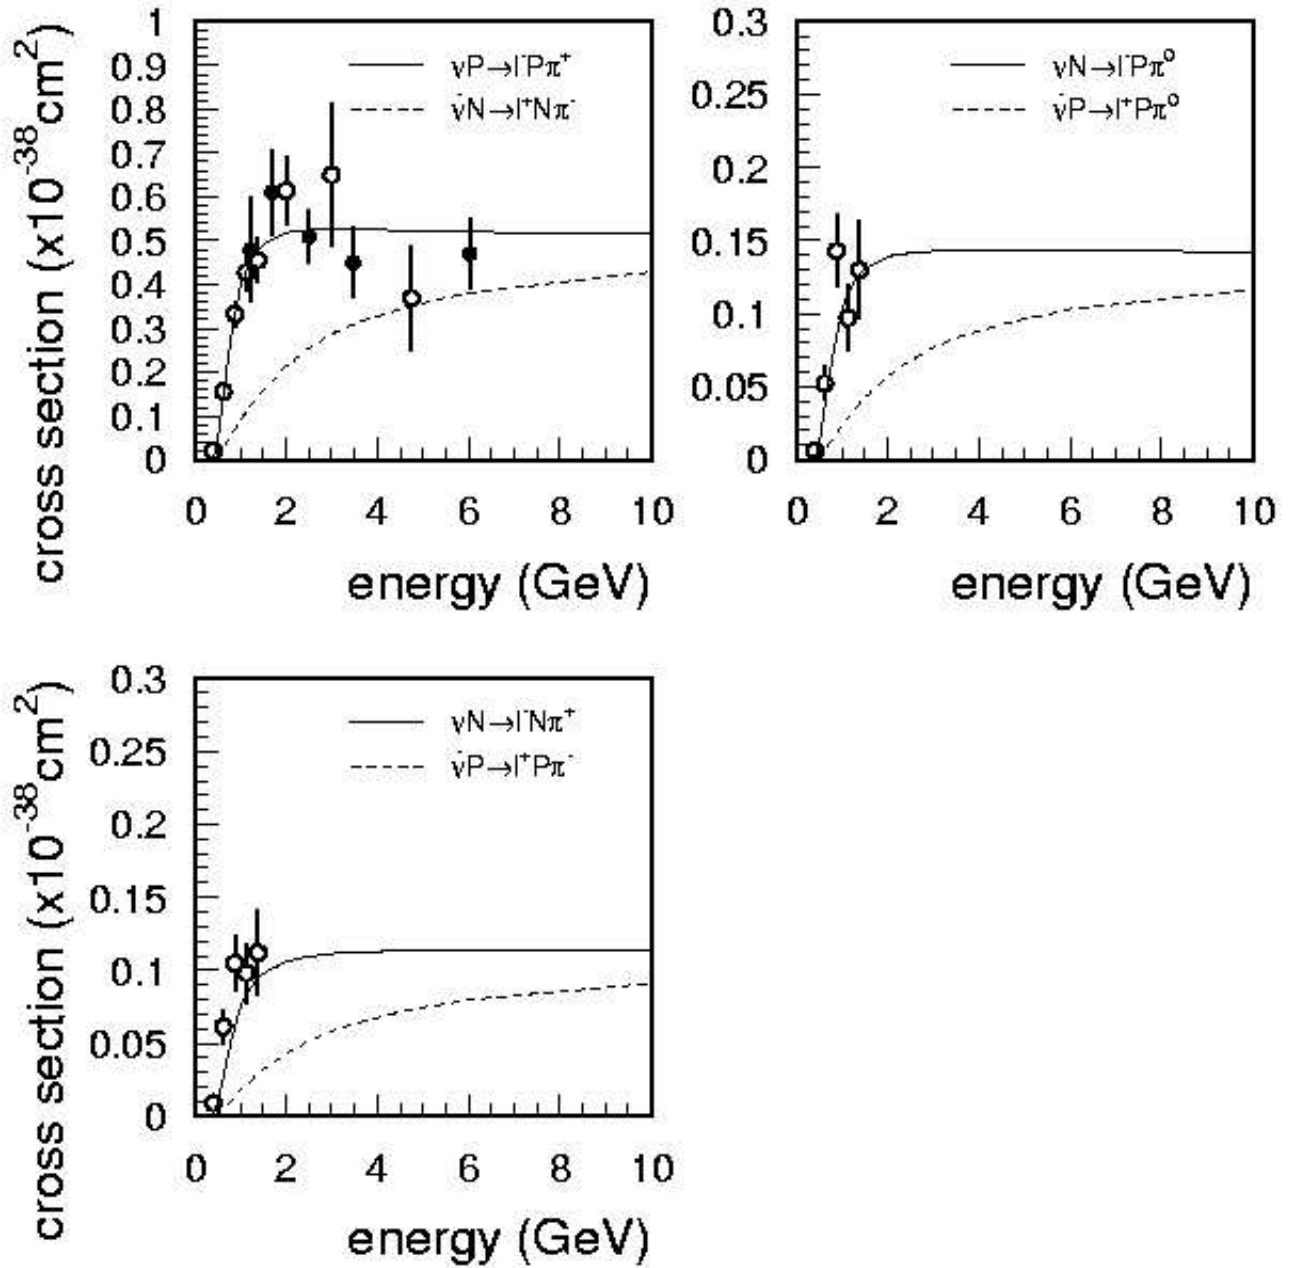 cross section (x10⁻³⁸cm²)
1
0.9
0.8
0.7
0.6
0.5
0.4
0.3
0.2
0.1
0
νP→l⁻Pπ⁺
ν̄N→l⁺Nπ⁻
0 2 4 6 8 10
energy (GeV)
0.3
0.25
0.2
0.15
0.1
0.05
0
νN→l⁻Pπ⁰
ν̄P→l⁺Pπ⁰
0 2 4 6 8 10
energy (GeV)
cross section (x10⁻³⁸cm²)
0.3
0.25
0.2
0.15
0.1
0.05
0
νN→l⁻Nπ⁺
ν̄P→l⁺Pπ⁻
0 2 4 6 8 10
energy (GeV)